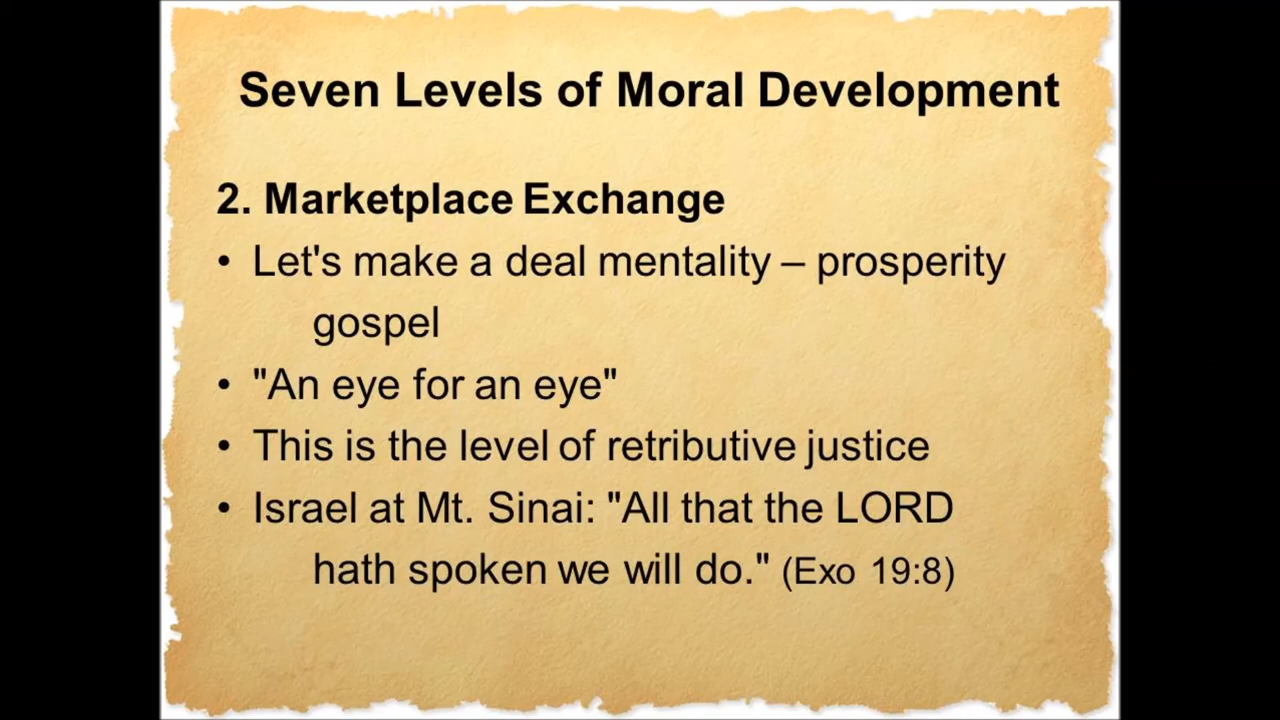 Seven Levels of Moral Development
2. Marketplace Exchange
• Let's make a deal mentality – prosperity
gospel
• "An eye for an eye"
• This is the level of retributive justice
• Israel at Mt. Sinai: "All that the LORD
hath spoken we will do." (Exo 19:8)